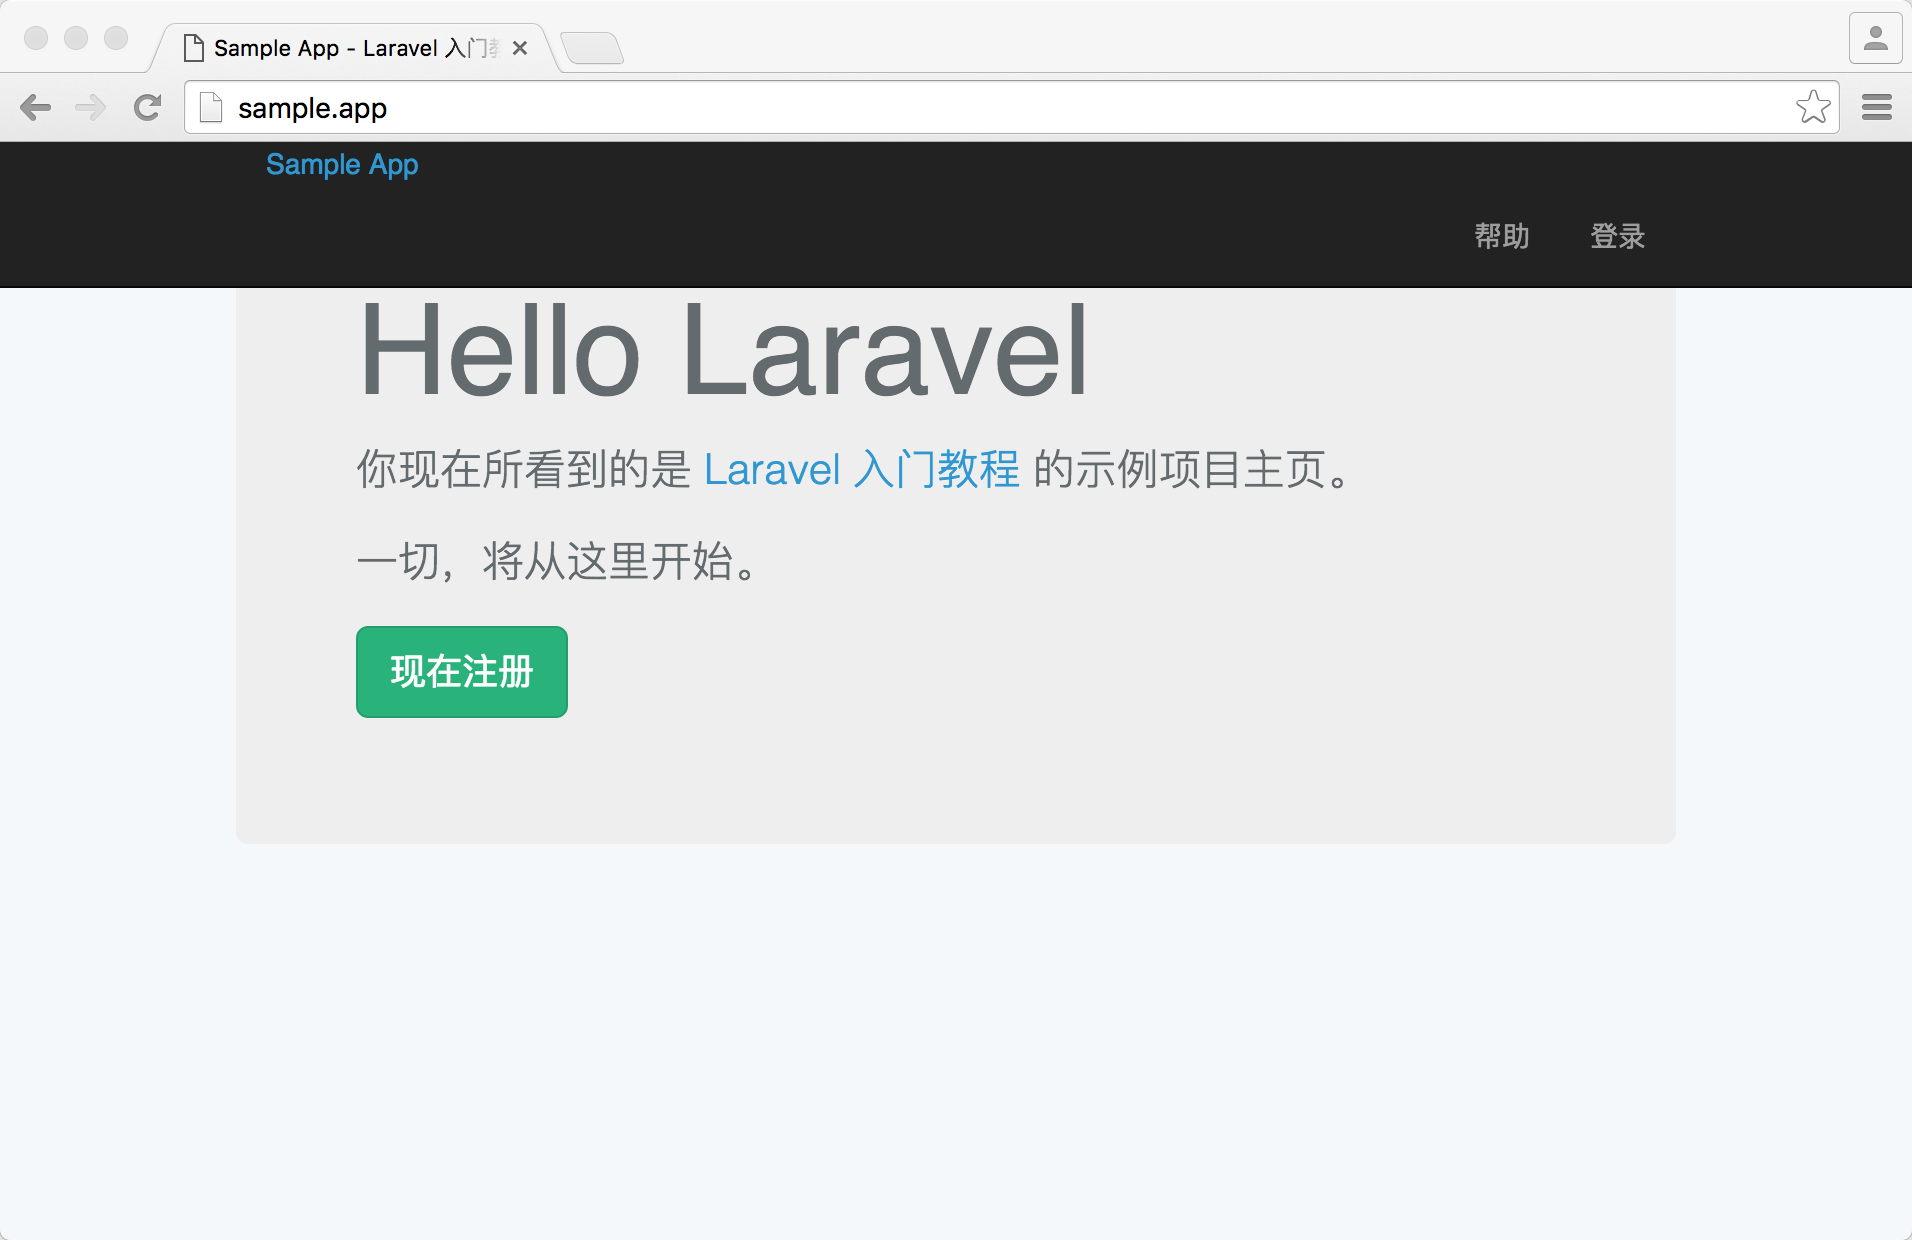 Sample App - Laravel 入门
sample.app
Sample App
帮助 登录
Hello Laravel
你现在所看到的是 Laravel 入门教程 的示例项目主页。
一切，将从这里开始。
现在注册